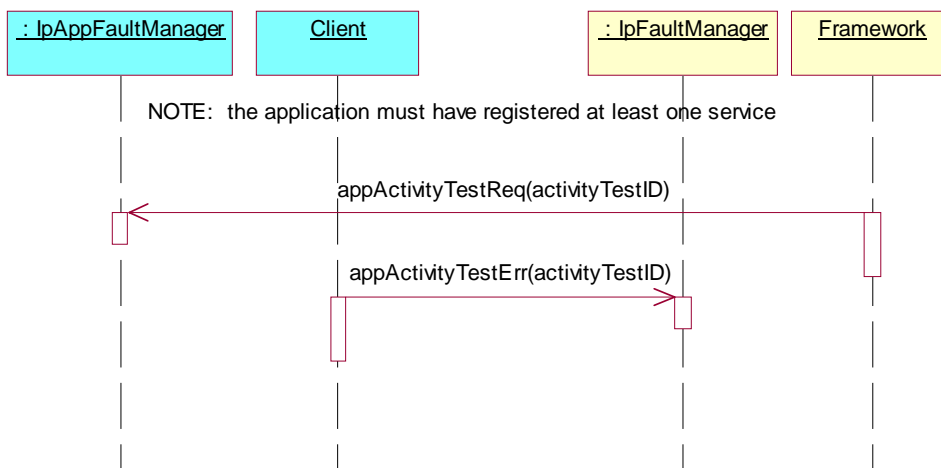 : IpAppFaultManager
Client
: IpFaultManager
Framework
NOTE: the application must have registered at least one service
appActivityTestReq(activityTestID)
appActivityTestErr(activityTestID)